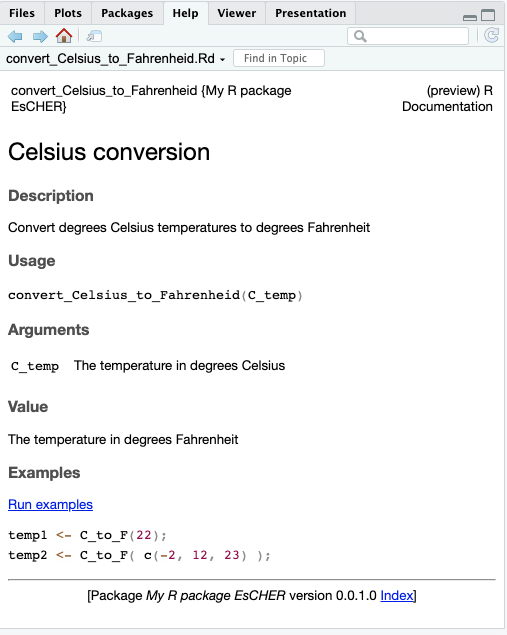 Files Plots Packages Help Viewer Presentation
convert_Celsius_to_Fahrenheid.Rd Find in Topic
convert_Celsius_to_Fahrenheid {My R package
EsCHER}
(preview) R
Documentation
Celsius conversion
Description
Convert degrees Celsius temperatures to degrees Fahrenheit
Usage
convert_Celsius_to_Fahrenheid(C_temp)
Arguments
C_temp The temperature in degrees Celsius
Value
The temperature in degrees Fahrenheit
Examples
Run examples
temp1 <- C_to_F(22);
temp2 <- C_to_F( c(-2, 12, 23) );
[Package My R package EsCHER version 0.0.1.0 Index]